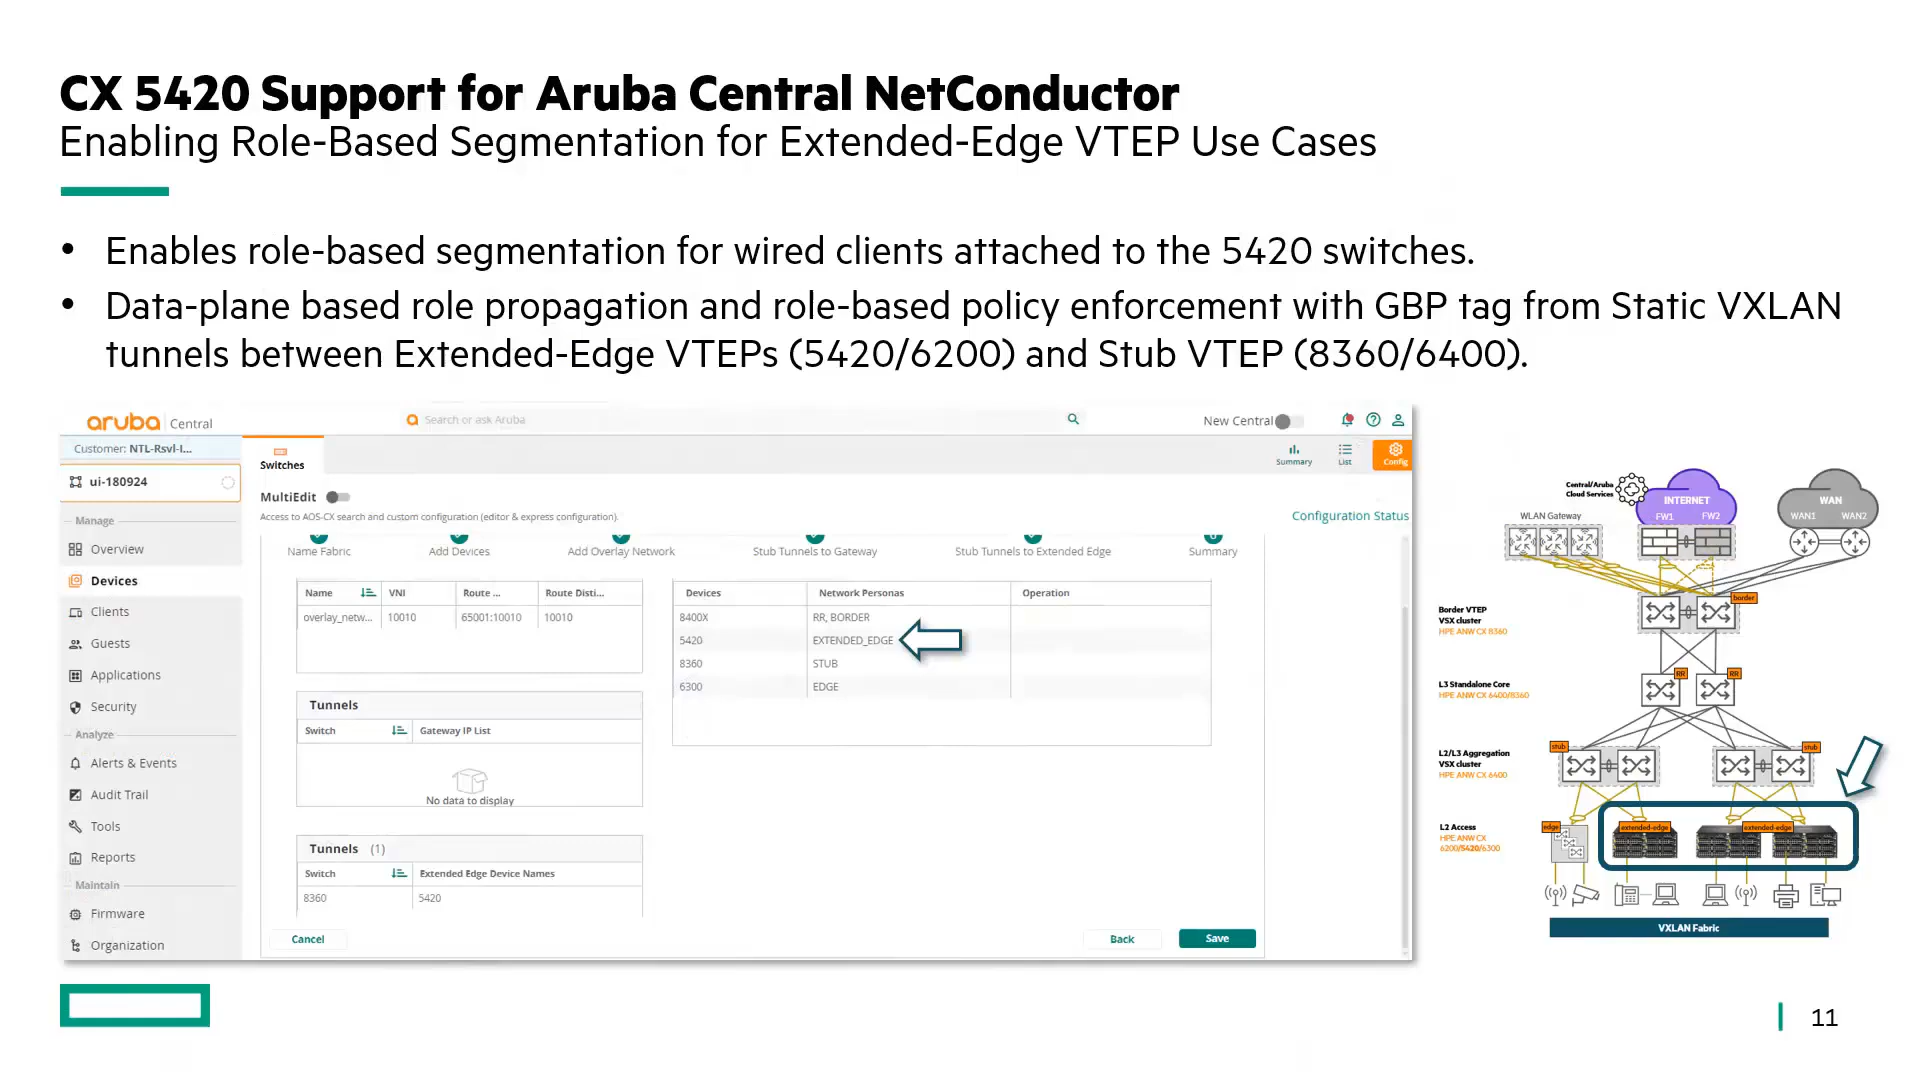 CX 5420 Support for Aruba Central NetConductor
Enabling Role-Based Segmentation for Extended-Edge VTEP Use Cases
• Enables role-based segmentation for wired clients attached to the 5420 switches.
• Data-plane based role propagation and role-based policy enforcement with GBP tag from Static VXLAN
tunnels between Extended-Edge VTEPs (5420/6200) and Stub VTEP (8360/6400).
aruba Central
Search or ask Aruba
New Central
Customer: NTL-Rsvl-I...
Switches
Summary
List
Config
ui-180924
MultiEdit
Access to AOS-CX search and custom configuration (editor & express configuration).
Configuration Status
Manage
Overview
Devices
Clients
Guests
Applications
Security
Analyze
Alerts & Events
Audit Trail
Tools
Reports
Maintain
Firmware
Organization
Name Fabric
Add Devices
Add Overlay Network
Stub Tunnels to Gateway
Stub Tunnels to Extended Edge
Summary
Name VNI Route ... Route Disti...
overlay_netw... 10010 65001:10010 10010
Devices Network Personas Operation
8400X RR, BORDER
5420 EXTENDED_EDGE
8360 STUB
6300 EDGE
Tunnels
Switch Gateway IP List
No data to display
Tunnels (1)
Switch Extended Edge Device Names
8360 5420
Cancel
Back
Save
Central/Aruba
Cloud Services
WLAN Gateway
INTERNET
FW1 FW2
WAN
WAN1 WAN2
Border VTEP
VSX cluster
HPE ANW CX 8360
border
L3 Standalone Core
HPE ANW CX 6400/8360
RR
RR
L2/L3 Aggregation
VSX cluster
HPE ANW CX 6400
stub
stub
L2 Access
HPE ANW CX
6200/5420/6300
edge
extended-edge
extended-edge
VXLAN Fabric
11